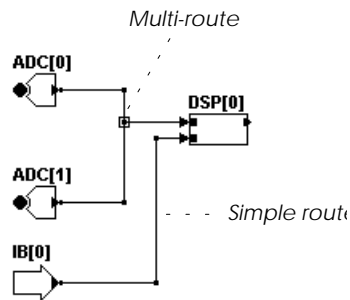 Multi-route
ADC[0]
DSP[0]
ADC[1]
Simple route
IB[0]